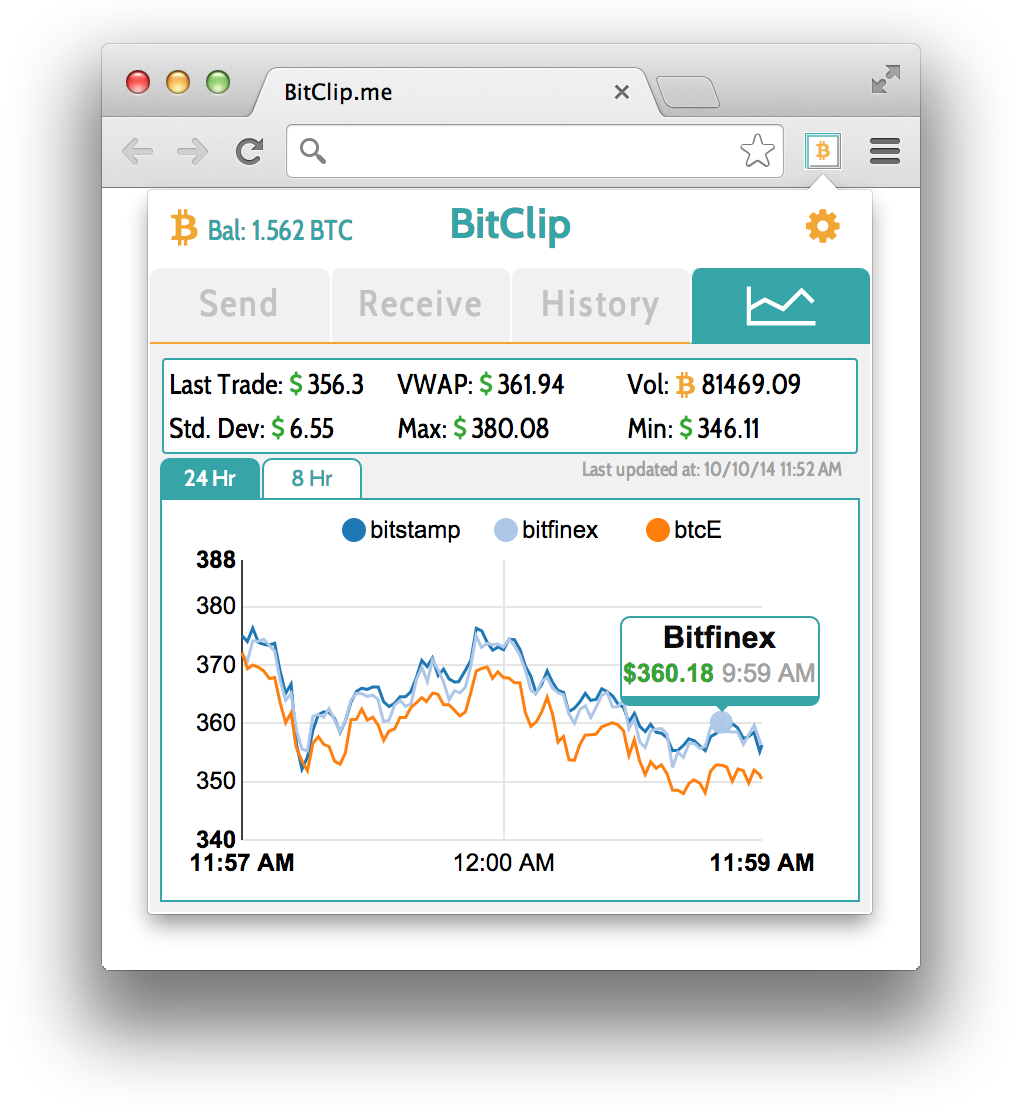 BitClip.me
Bal: 1.562 BTC
BitClip
Send Receive History
Last Trade: $ 356.3 VWAP: $ 361.94 Vol: ₿ 81469.09
Std. Dev: $ 6.55 Max: $ 380.08 Min: $ 346.11
24 Hr 8 Hr Last updated at: 10/10/14 11:52 AM
bitstamp bitfinex btcE
388
380
370
360
350
340
Bitfinex
$360.18 9:59 AM
11:57 AM 12:00 AM 11:59 AM